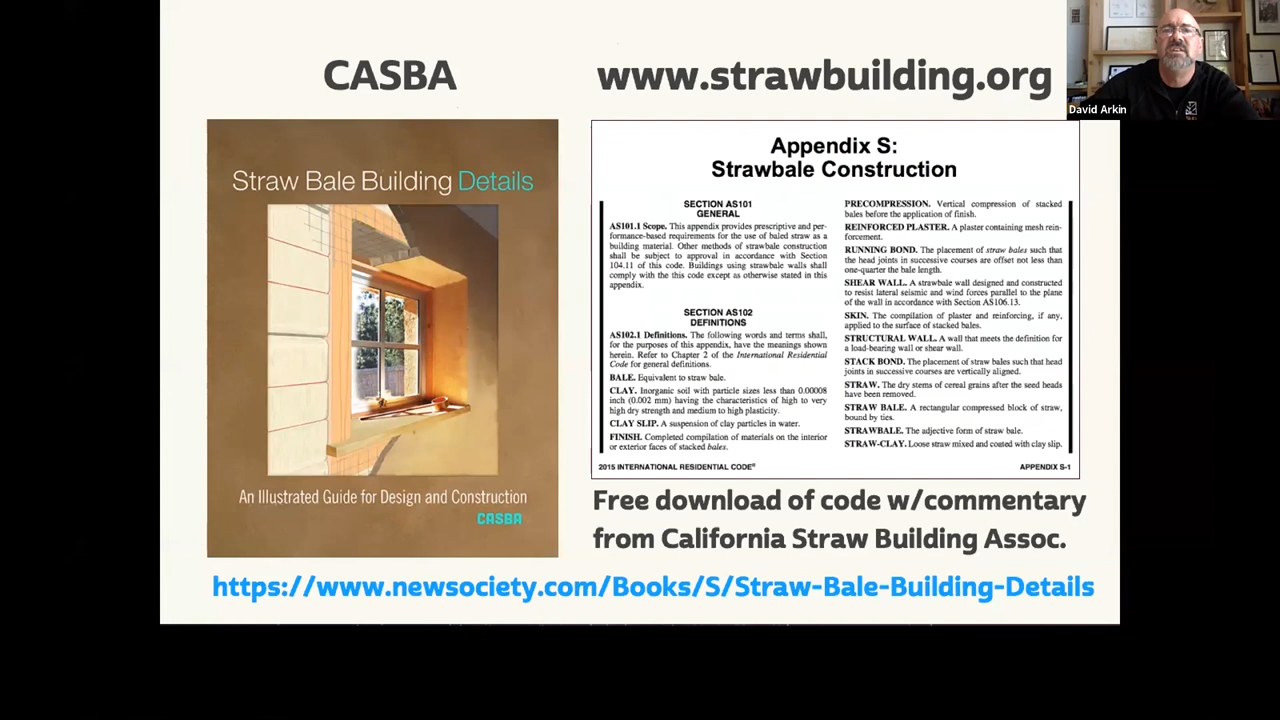 CASBA
www.strawbuilding.org
David Arkin
Straw Bale Building Details
An Illustrated Guide for Design and Construction
CASBA
Appendix S:
Strawbale Construction
SECTION AS101
GENERAL
AS101.1 Scope. This appendix provides prescriptive and per-
formance-based requirements for the use of baled straw as a
building material. Other methods of strawbale construction
shall be subject to approval in accordance with Section
104.11 of this code. Buildings using strawbale walls shall
comply with the this code except as otherwise stated in this
appendix.
SECTION AS102
DEFINITIONS
AS102.1 Definitions. The following words and terms shall,
for the purposes of this appendix, have the meanings shown
herein. Refer to Chapter 2 of the International Residential
Code for general definitions.
BALE. Equivalent to straw bale.
CLAY. Inorganic soil with particle sizes less than 0.00008
inch (0.002 mm) having the characteristics of high to very
high dry strength and medium to high plasticity.
CLAY SLIP. A suspension of clay particles in water.
FINISH. Completed compilation of materials on the interior
or exterior faces of stacked bales.
PRECOMPRESSION. Vertical compression of stacked
bales before the application of finish.
REINFORCED PLASTER. A plaster containing mesh rein-
forcement.
RUNNING BOND. The placement of straw bales such that
the head joints in successive courses are offset not less than
one-quarter the bale length.
SHEAR WALL. A strawbale wall designed and constructed
to resist lateral seismic and wind forces parallel to the plane
of the wall in accordance with Section AS106.13.
SKIN. The compilation of plaster and reinforcing, if any,
applied to the surface of stacked bales.
STRUCTURAL WALL. A wall that meets the definition for
a load-bearing wall or shear wall.
STACK BOND. The placement of straw bales such that head
joints in successive courses are vertically aligned.
STRAW. The dry stems of cereal grains after the seed heads
have been removed.
STRAW BALE. A rectangular compressed block of straw,
bound by ties.
STRAWBALE. The adjective form of straw bale.
STRAW-CLAY. Loose straw mixed and coated with clay slip.
2015 INTERNATIONAL RESIDENTIAL CODE®
APPENDIX S-1
Free download of code w/commentary
from California Straw Building Assoc.
https://www.newsociety.com/Books/S/Straw-Bale-Building-Details